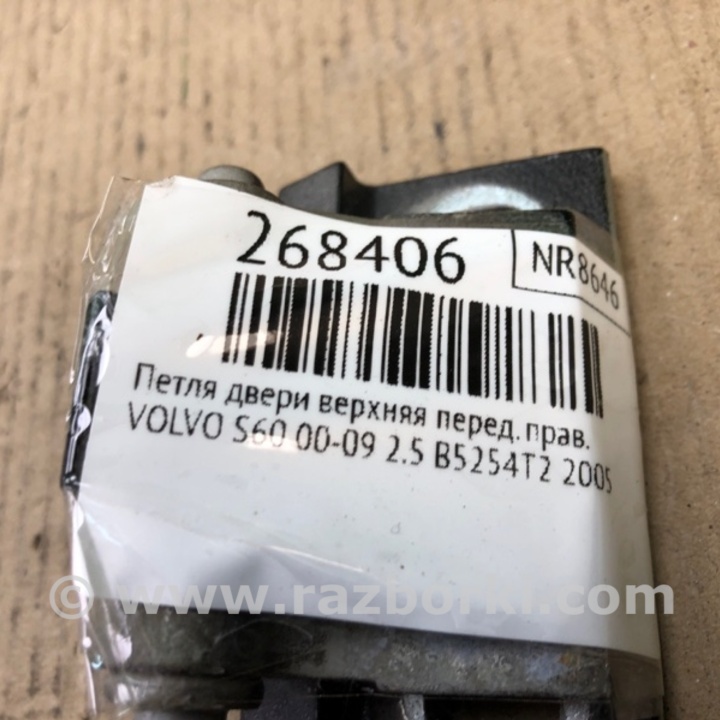 268406
NR8646
Петля двери верхняя перед. прав.
VOLVO S60 00-09 2.5 B5254T2 2005
© www.razborki.com